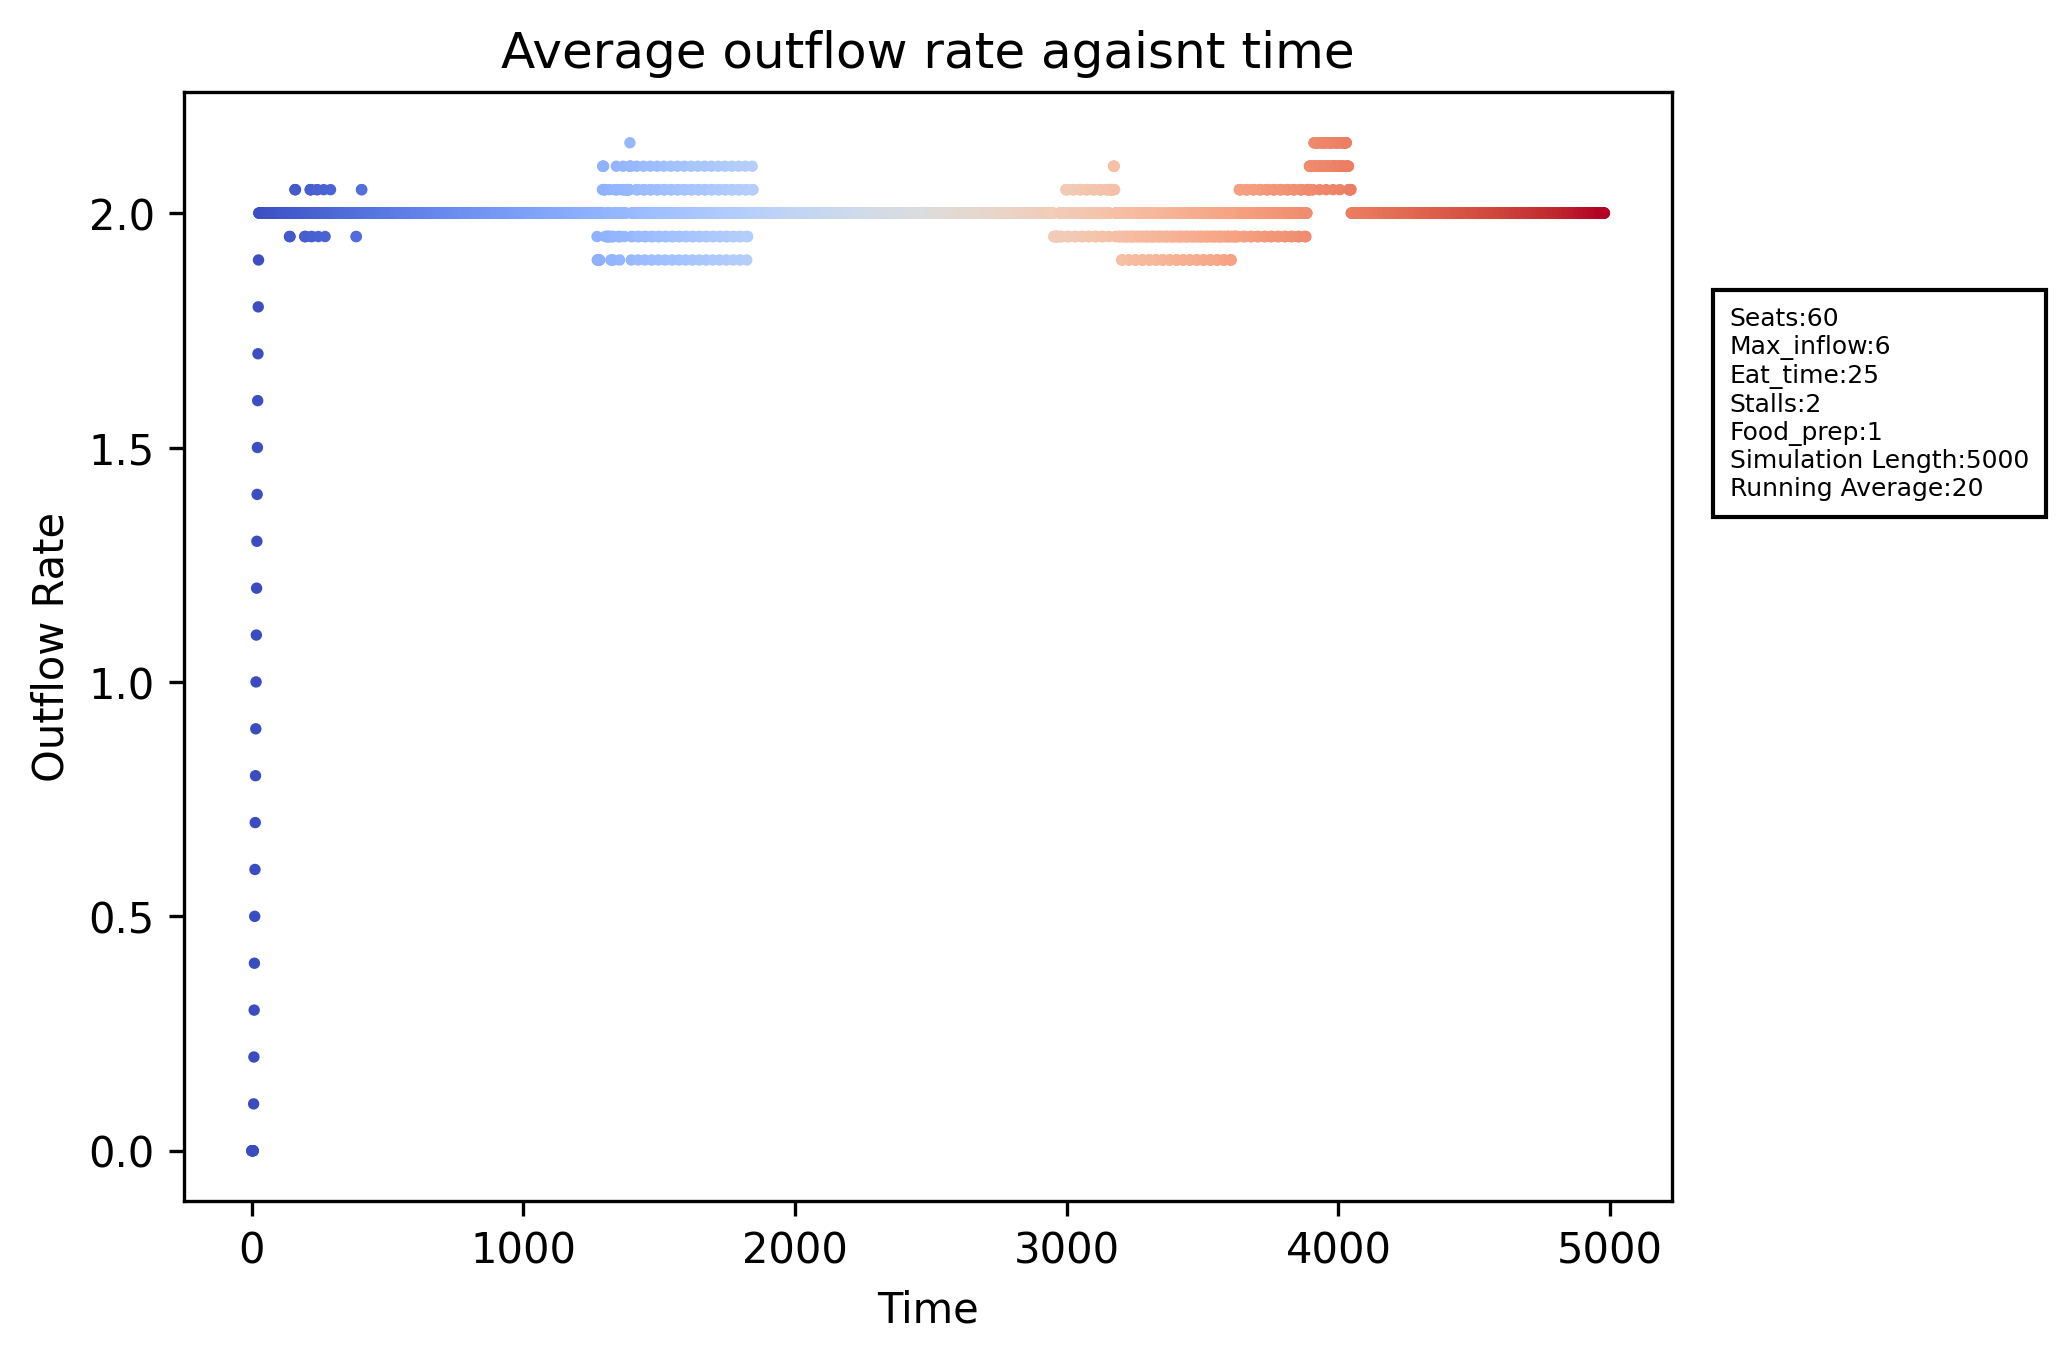 Average outflow rate agaisnt time
Outflow Rate
2.0
1.5
1.0
0.5
0.0
0 1000 2000 3000 4000 5000
Time
Seats:60
Max_inflow:6
Eat_time:25
Stalls:2
Food_prep:1
Simulation Length:5000
Running Average:20